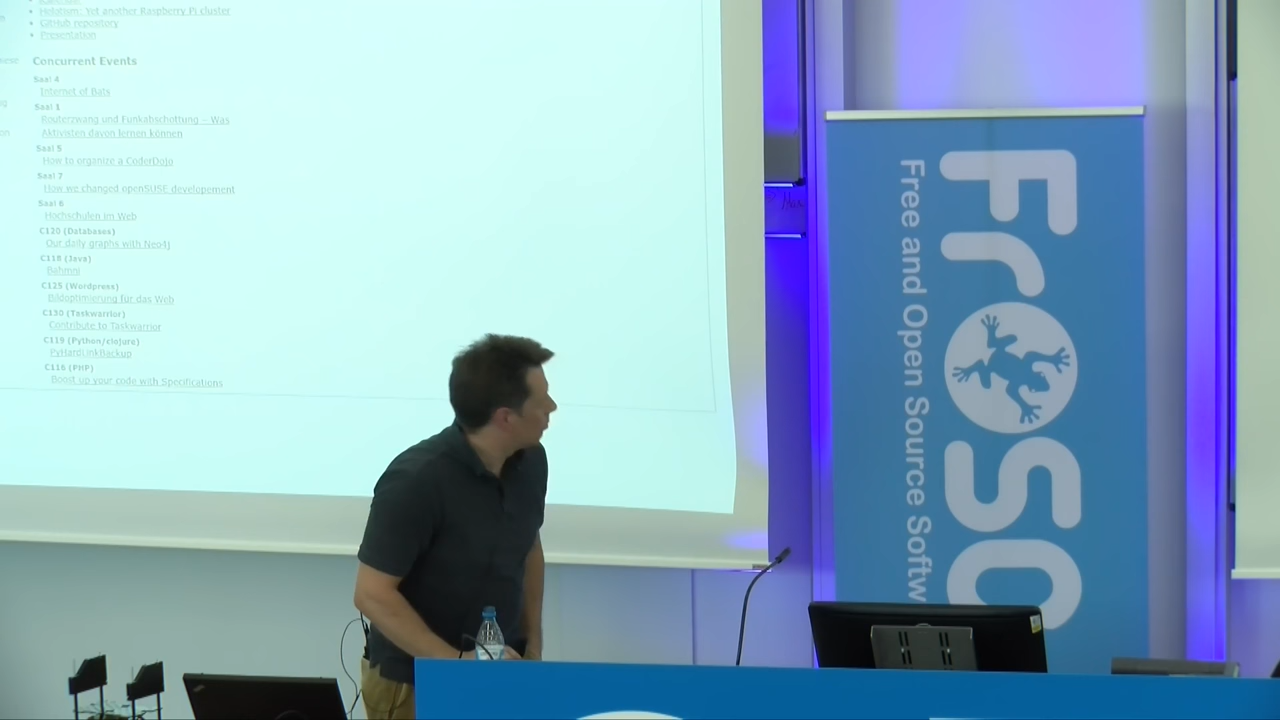 Helatism: Yet another Raspberry Pi cluster
GitHub repository
Presentation
Concurrent Events
Saal 4
Internet of Bats
Saal 1
Routerzwang und Funkabschottung – Was
Aktivisten davon lernen können
Saal 5
How to organize a CoderDojo
Saal 7
How we changed openSUSE developement
Saal 6
Hochschulen im Web
C120 (Databases)
Our daily graphs with Neo4j
C118 (Java)
Bahmni
C125 (Wordpress)
Bildoptimierung für das Web
C130 (Taskwarrior)
Contribute to Taskwarrior
C119 (Python/clojure)
PyHardLinkBackup
C116 (PHP)
Boost up your code with Specifications
FrOSC
Free and Open Source Softw